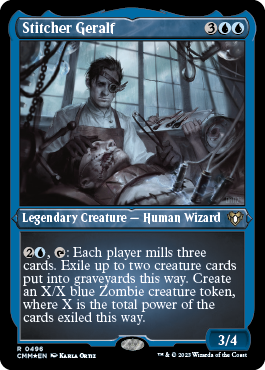 Stitcher Geralf 3
Legendary Creature — Human Wizard
2, : Each player mills three
cards. Exile up to two creature cards
put into graveyards this way. Create
an X/X blue Zombie creature token,
where X is the total power of the
cards exiled this way.
3/4
R 0496
CMM★EN Karla Ortiz
™ & © 2023 Wizards of the Coast